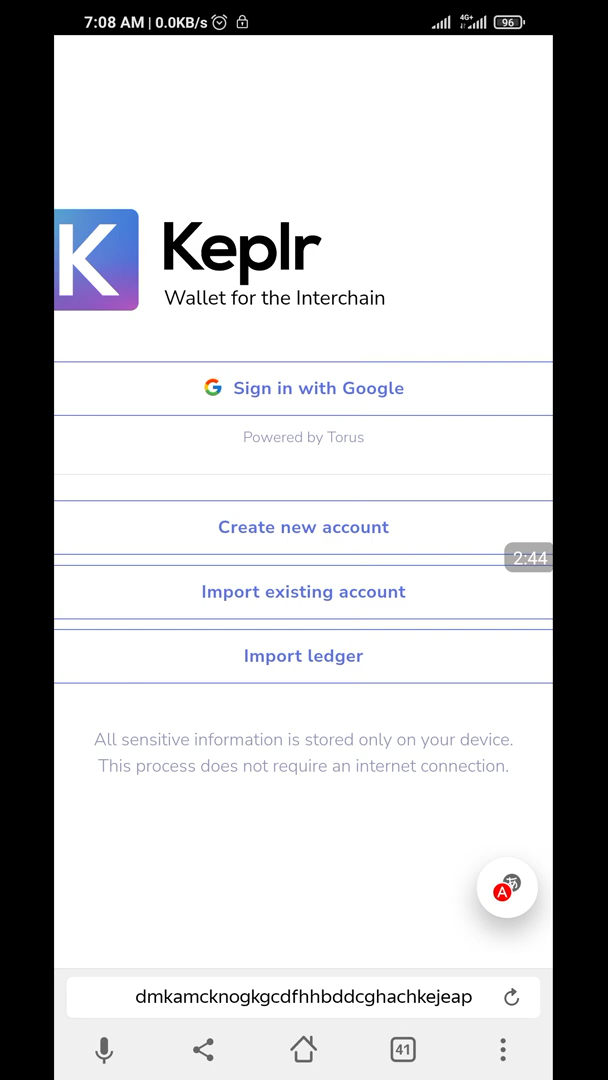 7:08 AM | 0.0KB/s
4G+
96
K
Keplr
Wallet for the Interchain
G Sign in with Google
Powered by Torus
Create new account
2:44
Import existing account
Import ledger
All sensitive information is stored only on your device.
This process does not require an internet connection.
A あ
dmkamcknogkgcdfhhbddcghachkejeap
41